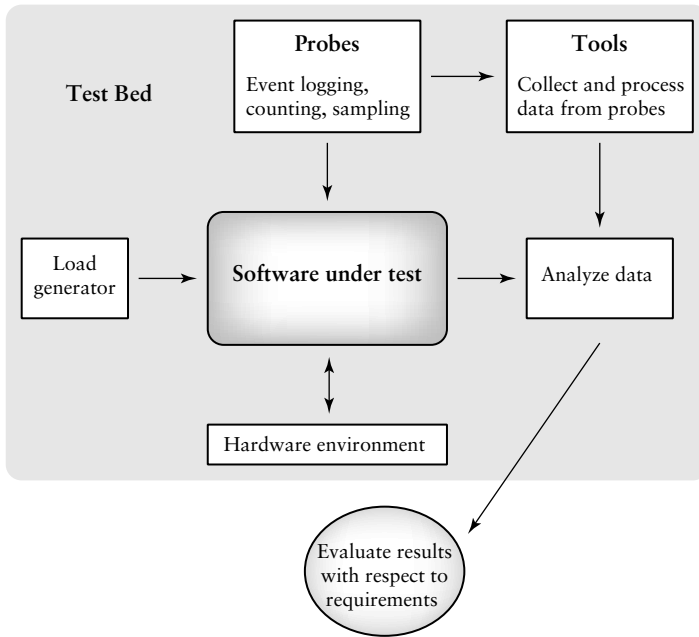 Probes
Event logging,
counting, sampling
Tools
Collect and process
data from probes
Test Bed
Load
generator
Software under test
Analyze data
Hardware environment
Evaluate results
with respect to
requirements